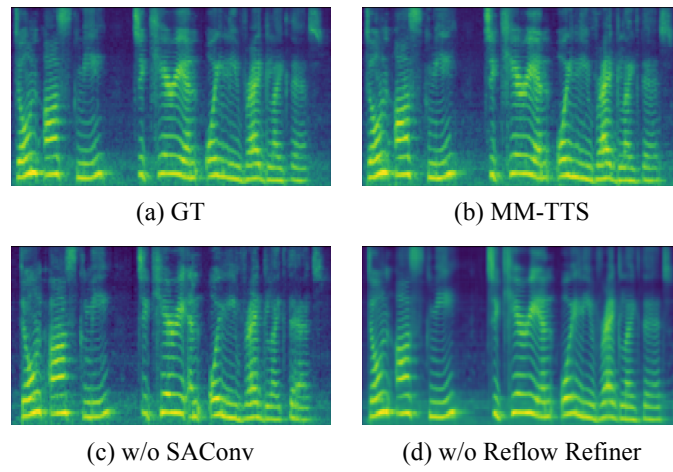 (a) GT
(b) MM-TTS
(c) w/o SAConv
(d) w/o Reflow Refiner